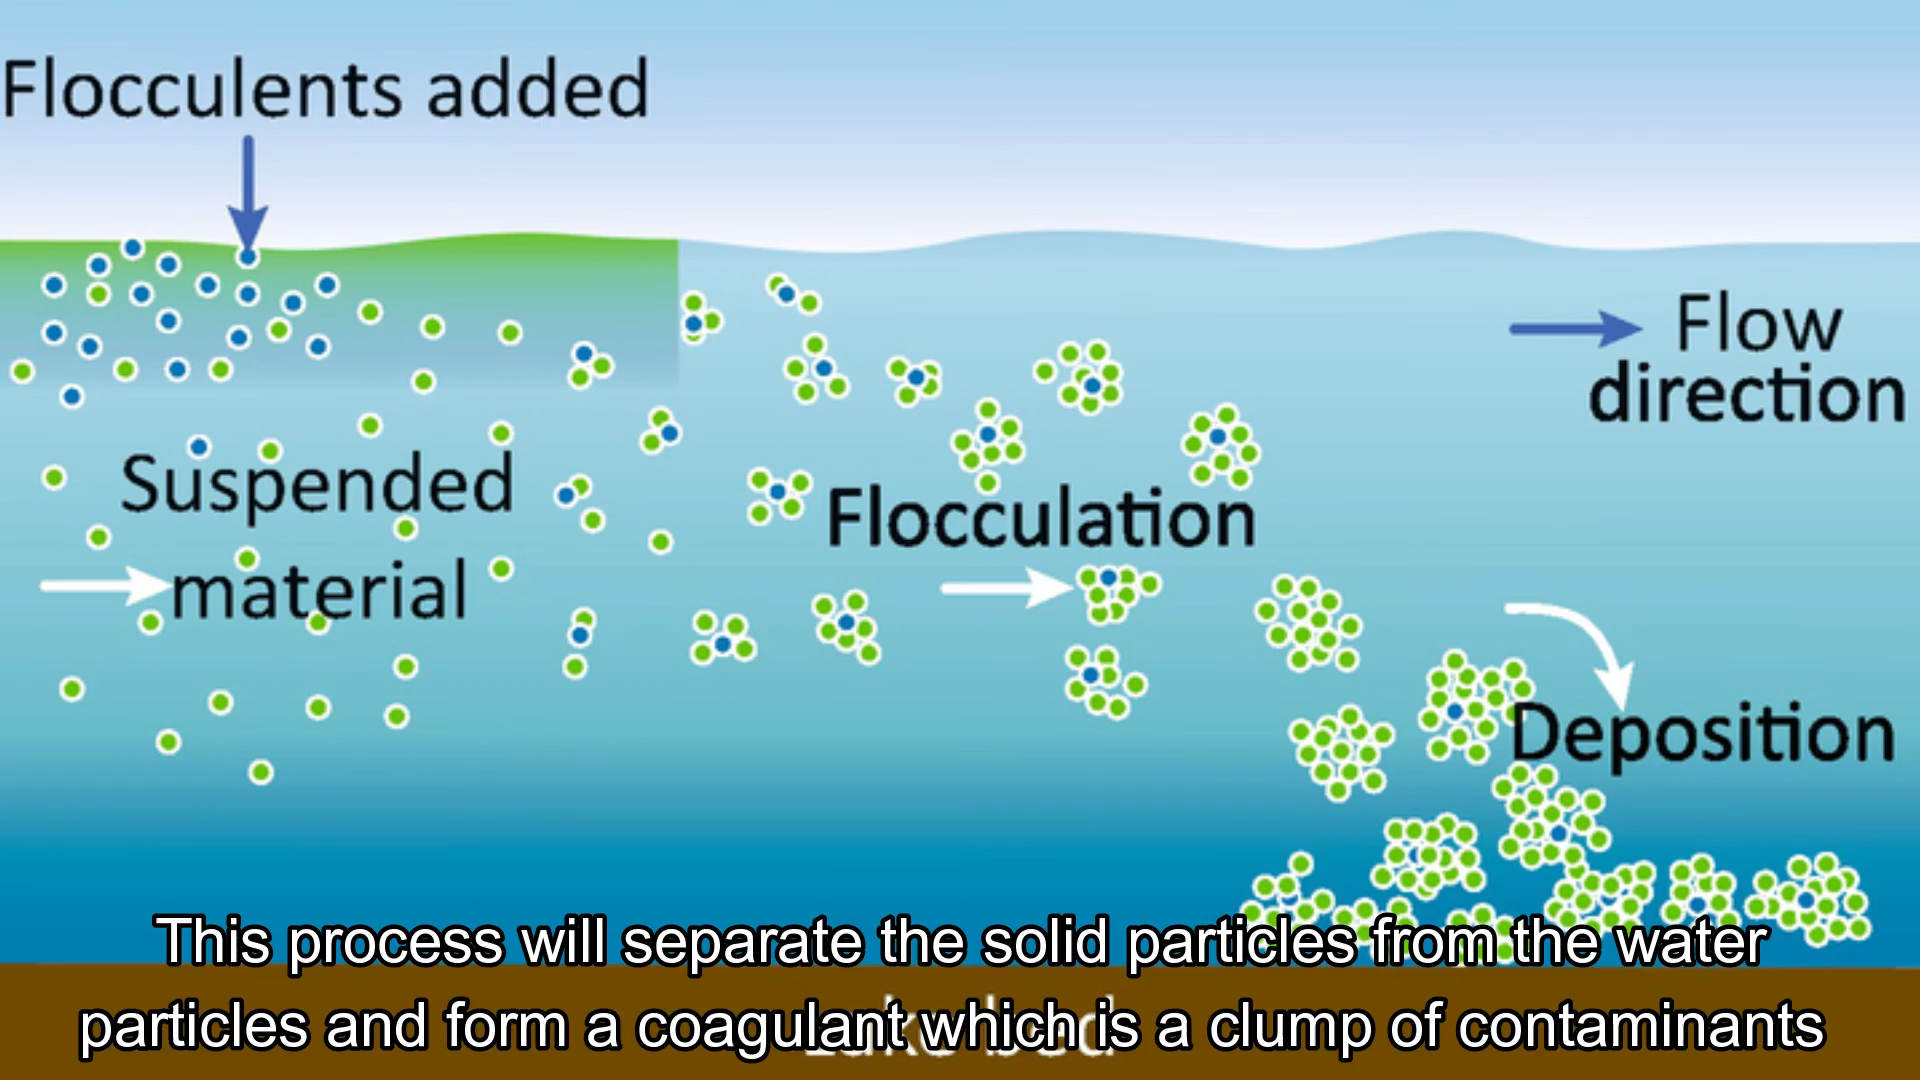 Flocculents added
Flow
direction
Suspended
material
Flocculation
Deposition
This process will separate the solid particles from the water
particles and form a coagulant which is a clump of contaminants